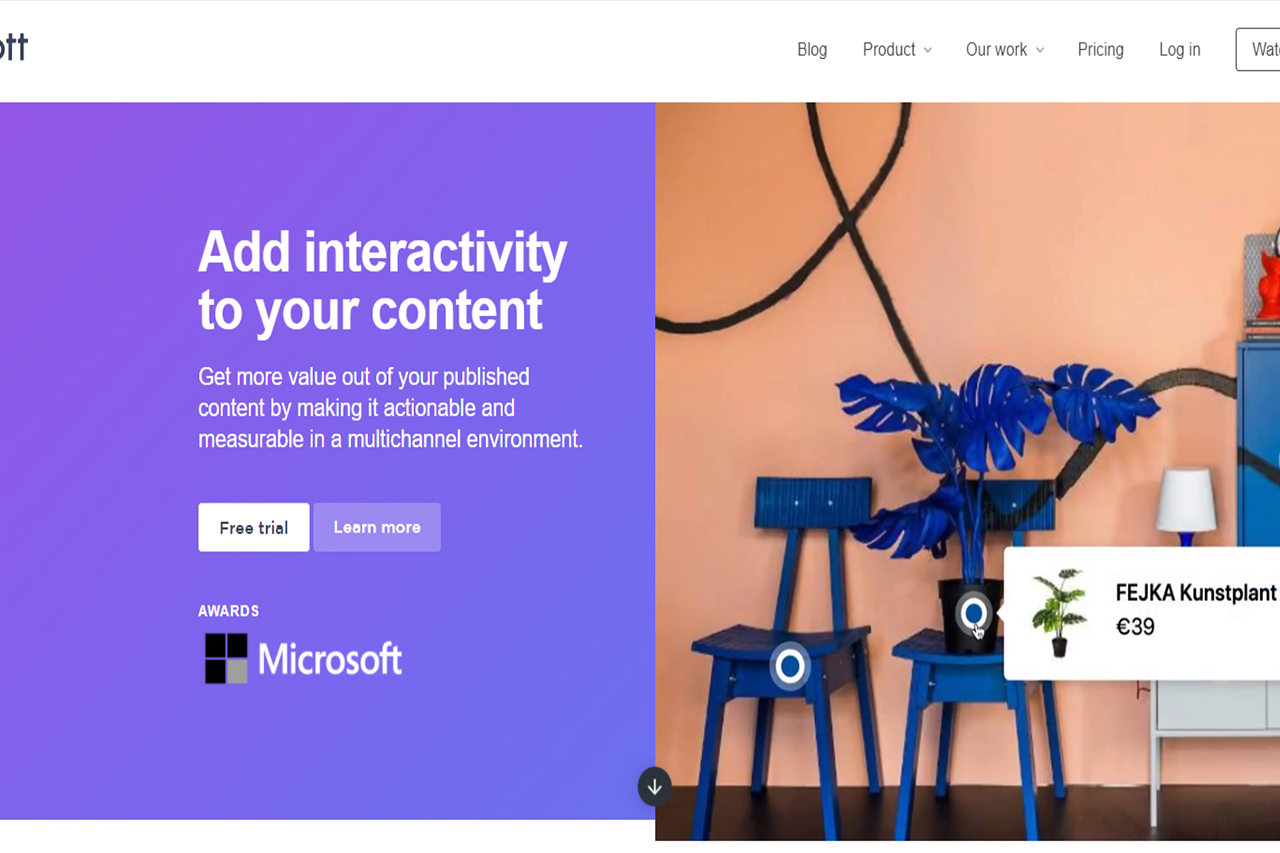 Blog Product Our work Pricing Log in
Add interactivity
to your content
Get more value out of your published
content by making it actionable and
measurable in a multichannel environment.
Free trial Learn more
AWARDS
Microsoft
FEJKA Kunstplant
€39